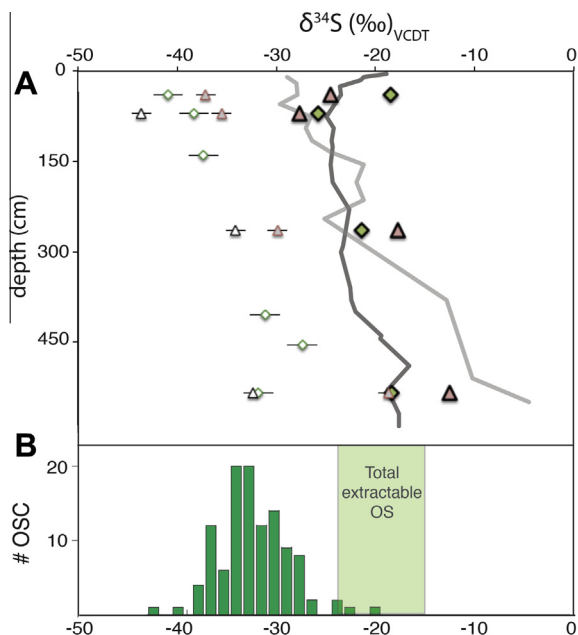 δ³⁴S (‰)VCDT
-50 -40 -30 -20 -10 0
A
0
150
300
450
depth (cm)
B
20
10
# OSC
Total
extractable
OS
-50 -40 -30 -20 -10 0